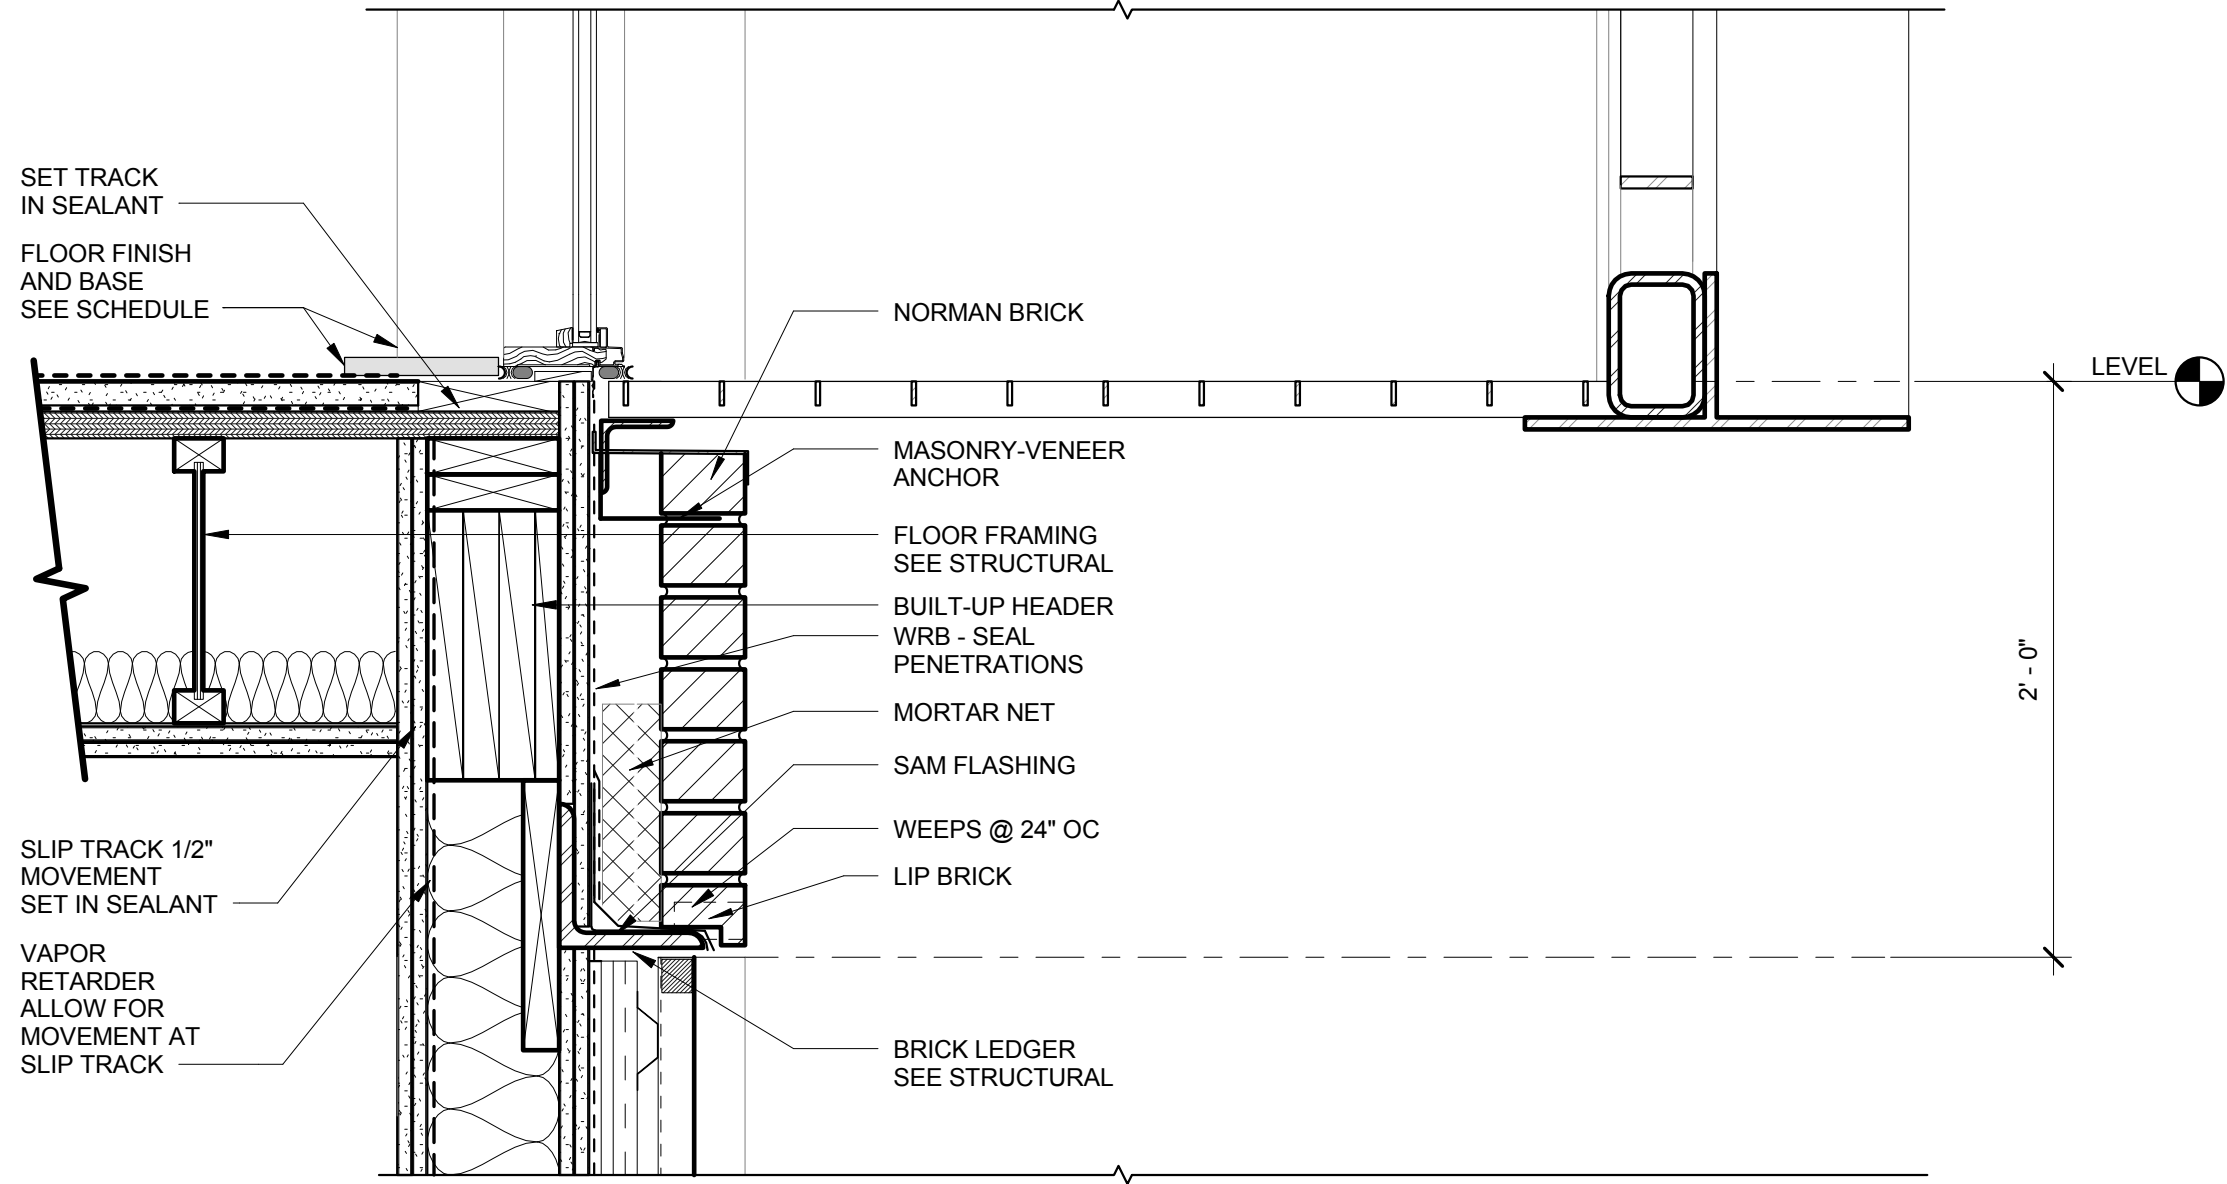 SET TRACK
IN SEALANT
FLOOR FINISH
AND BASE
SEE SCHEDULE
SLIP TRACK 1/2"
MOVEMENT
SET IN SEALANT
VAPOR
RETARDER
ALLOW FOR
MOVEMENT AT
SLIP TRACK
NORMAN BRICK
MASONRY-VENEER
ANCHOR
FLOOR FRAMING
SEE STRUCTURAL
BUILT-UP HEADER
WRB - SEAL
PENETRATIONS
MORTAR NET
SAM FLASHING
WEEPS @ 24" OC
LIP BRICK
BRICK LEDGER
SEE STRUCTURAL
LEVEL
2' - 0"